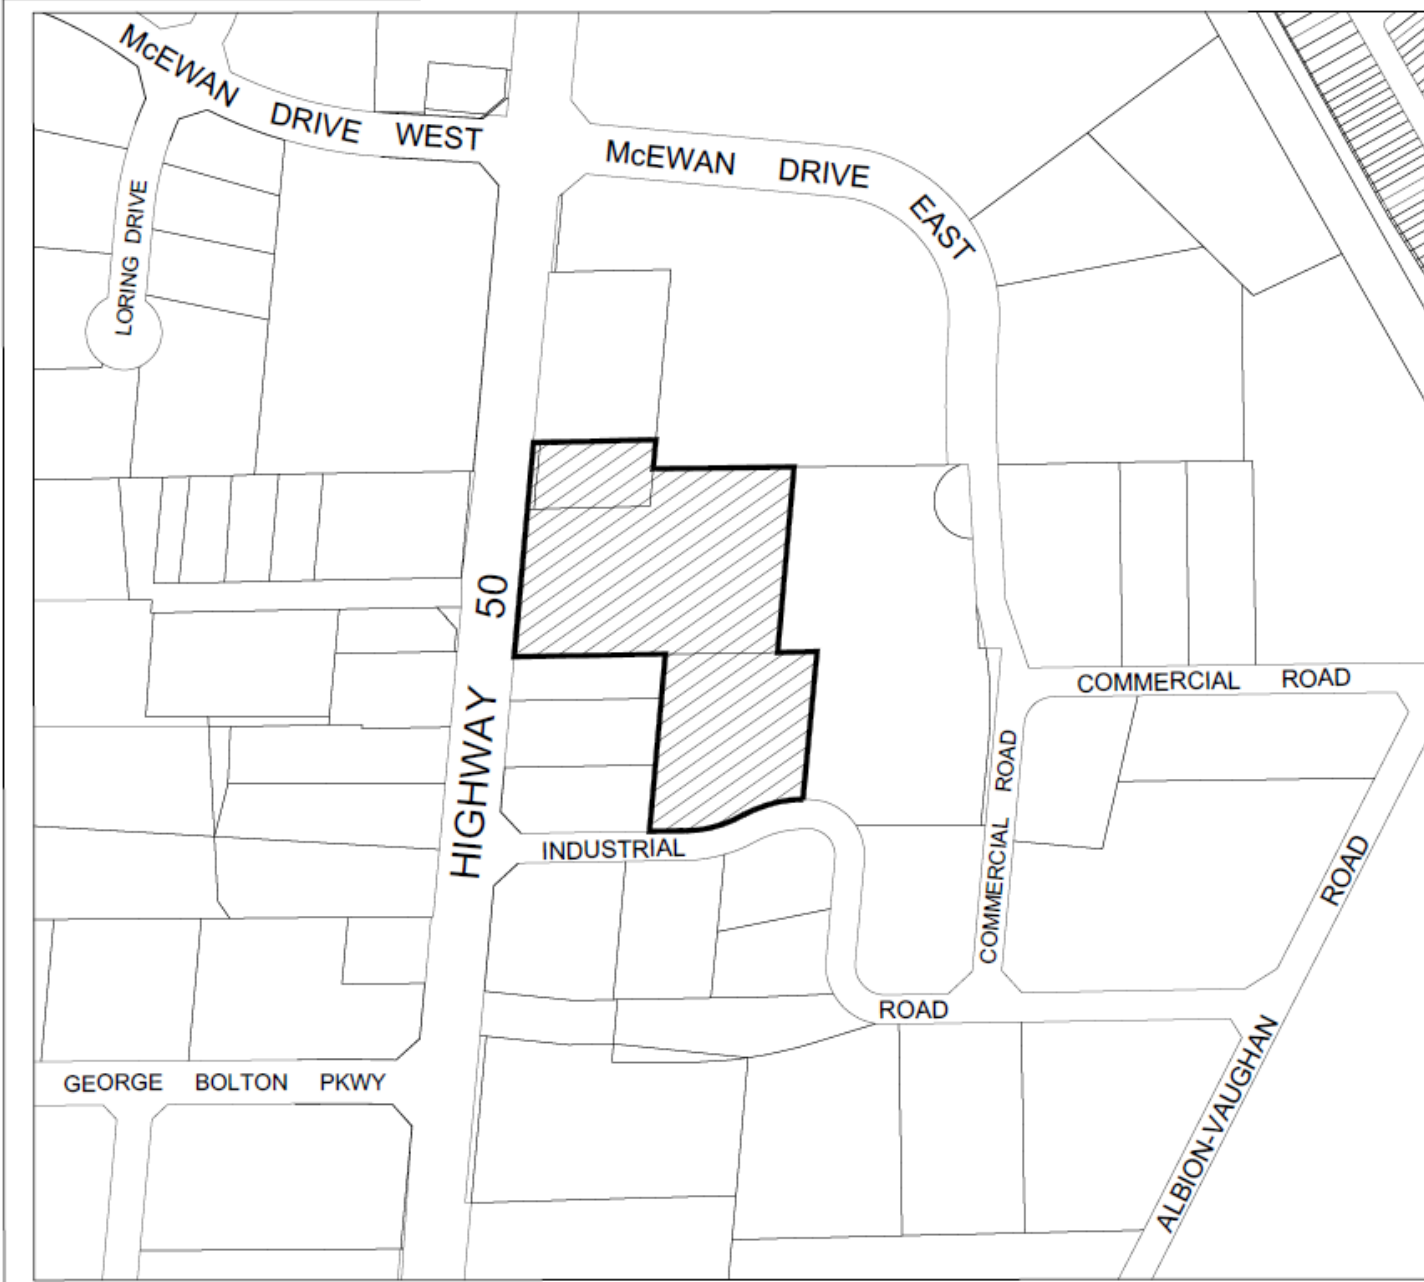 McEWAN DRIVE WEST
McEWAN DRIVE EAST
LORING DRIVE
HIGHWAY 50
COMMERCIAL ROAD
COMMERCIAL ROAD
INDUSTRIAL ROAD
ALBION-VAUGHAN ROAD
GEORGE BOLTON PKWY